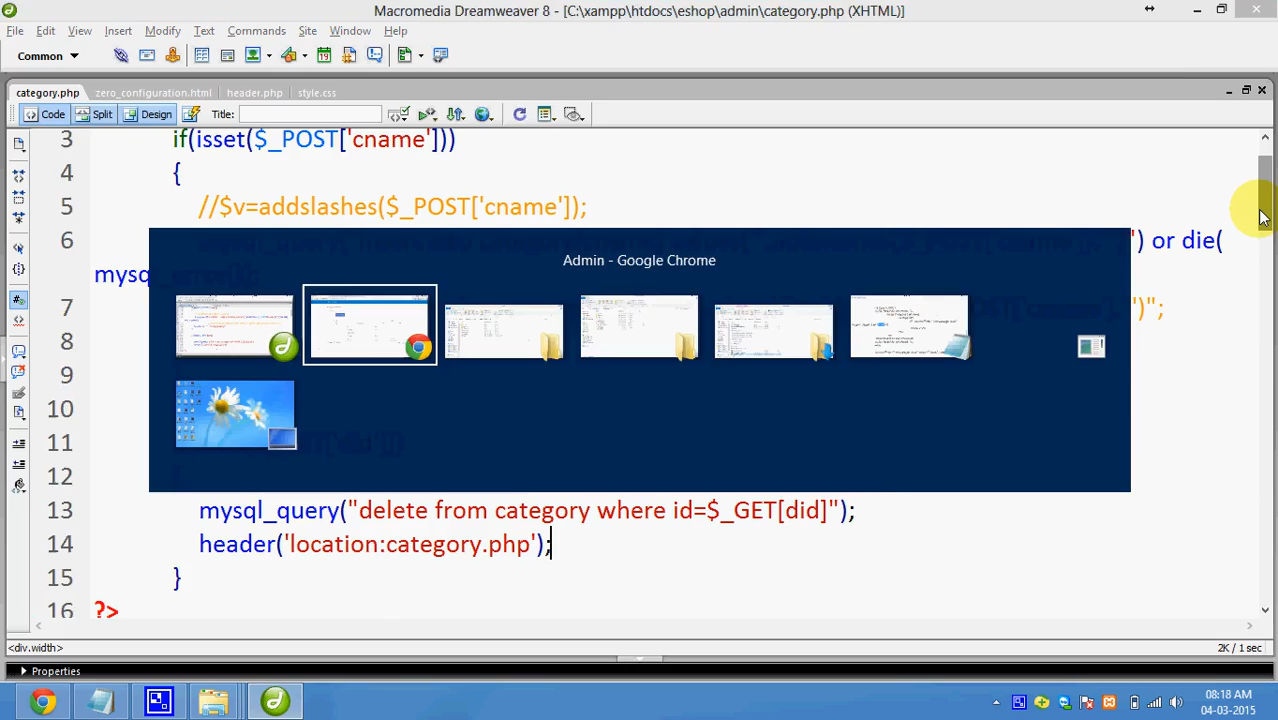 Macromedia Dreamweaver 8 - [C:\xampp\htdocs\eshop\admin\category.php (XHTML)]
File Edit View Insert Modify Text Commands Site Window Help
Common
category.php zero_configuration.html header.php style.css
Code Split Design Title:
3 if(isset($_POST['cname']))
4 {
5 //$v=addslashes($_POST['cname']);
6 ') or die(
mysq
7 ')";
8
9
10
11
12
13 mysql_query("delete from category where id=$_GET[did]");
14 header('location:category.php');
15 }
16 ?>
Admin - Google Chrome
<div.width> 2K / 1 sec
Properties
08:18 AM
04-03-2015